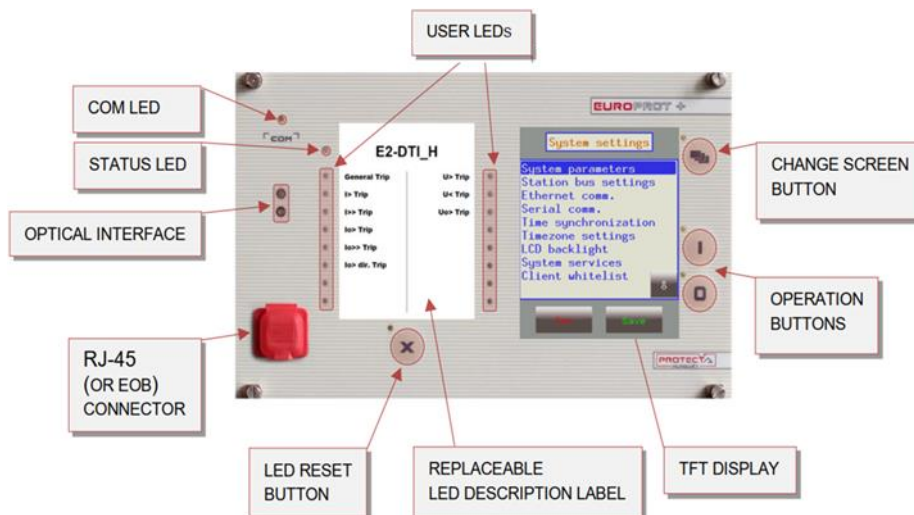 USER LEDs
COM LED
STATUS LED
OPTICAL INTERFACE
RJ-45
(OR EOB)
CONNECTOR
LED RESET
BUTTON
REPLACEABLE
LED DESCRIPTION LABEL
TFT DISPLAY
OPERATION
BUTTONS
CHANGE SCREEN
BUTTON
COM
EUROPROT +
E2-DTI_H
General Trip
I> Trip
I>> Trip
Io> Trip
Io>> Trip
Io> dir. Trip
U> Trip
U< Trip
Uo> Trip
System settings
System parameters
Station bus settings
Ethernet comm.
Serial comm.
Time synchronization
Timezone settings
LCD backlight
System services
Client whitelist
Save
I
O
X
PROTECTA